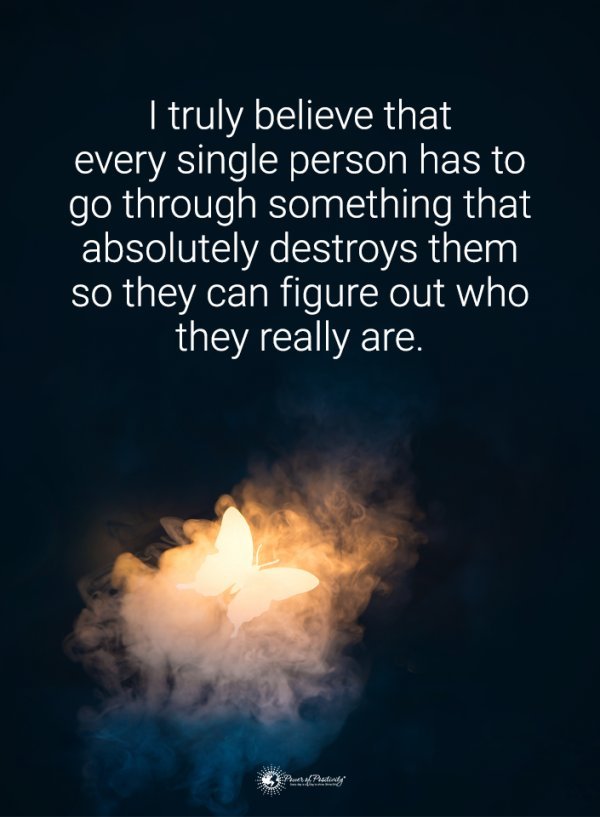 I truly believe that
every single person has to
go through something that
absolutely destroys them
so they can figure out who
they really are.
Power of Positivity